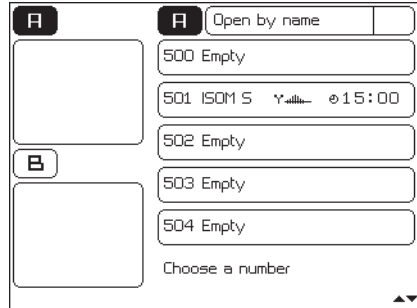 A
A Open by name
500 Empty
501 ISOM S 15:00
502 Empty
B
503 Empty
504 Empty
Choose a number